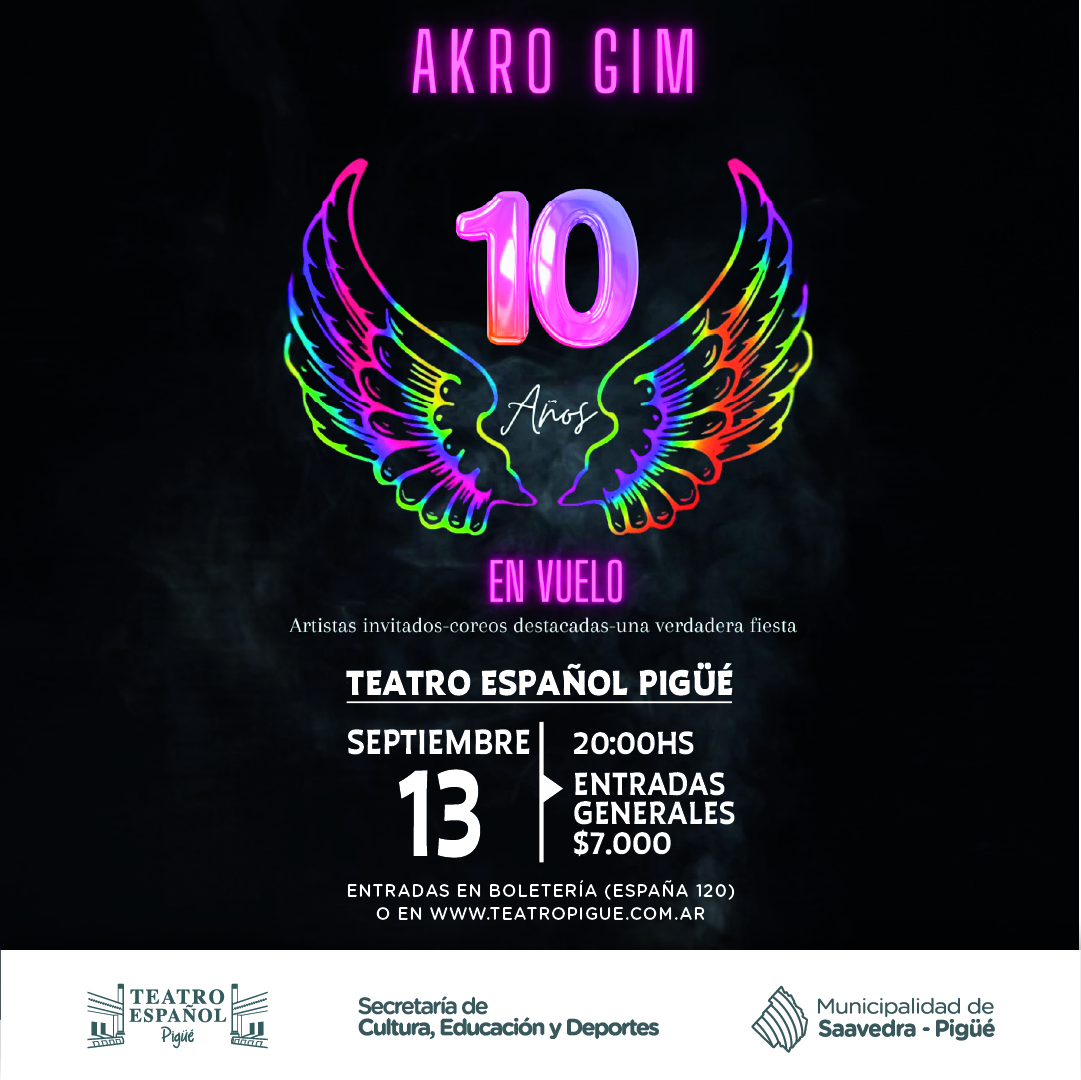 AKRO GIM
10
Años
EN VUELO
Artistas invitados-coreos destacadas-una verdadera fiesta
TEATRO ESPAÑOL PIGÜÉ
SEPTIEMBRE
13
20:00HS
ENTRADAS
GENERALES
$7.000
ENTRADAS EN BOLETERÍA (ESPAÑA 120)
O EN WWW.TEATROPIGUE.COM.AR
TEATRO
ESPAÑOL
Pigüé
Secretaría de
Cultura, Educación y Deportes
Municipalidad de
Saavedra - Pigüé